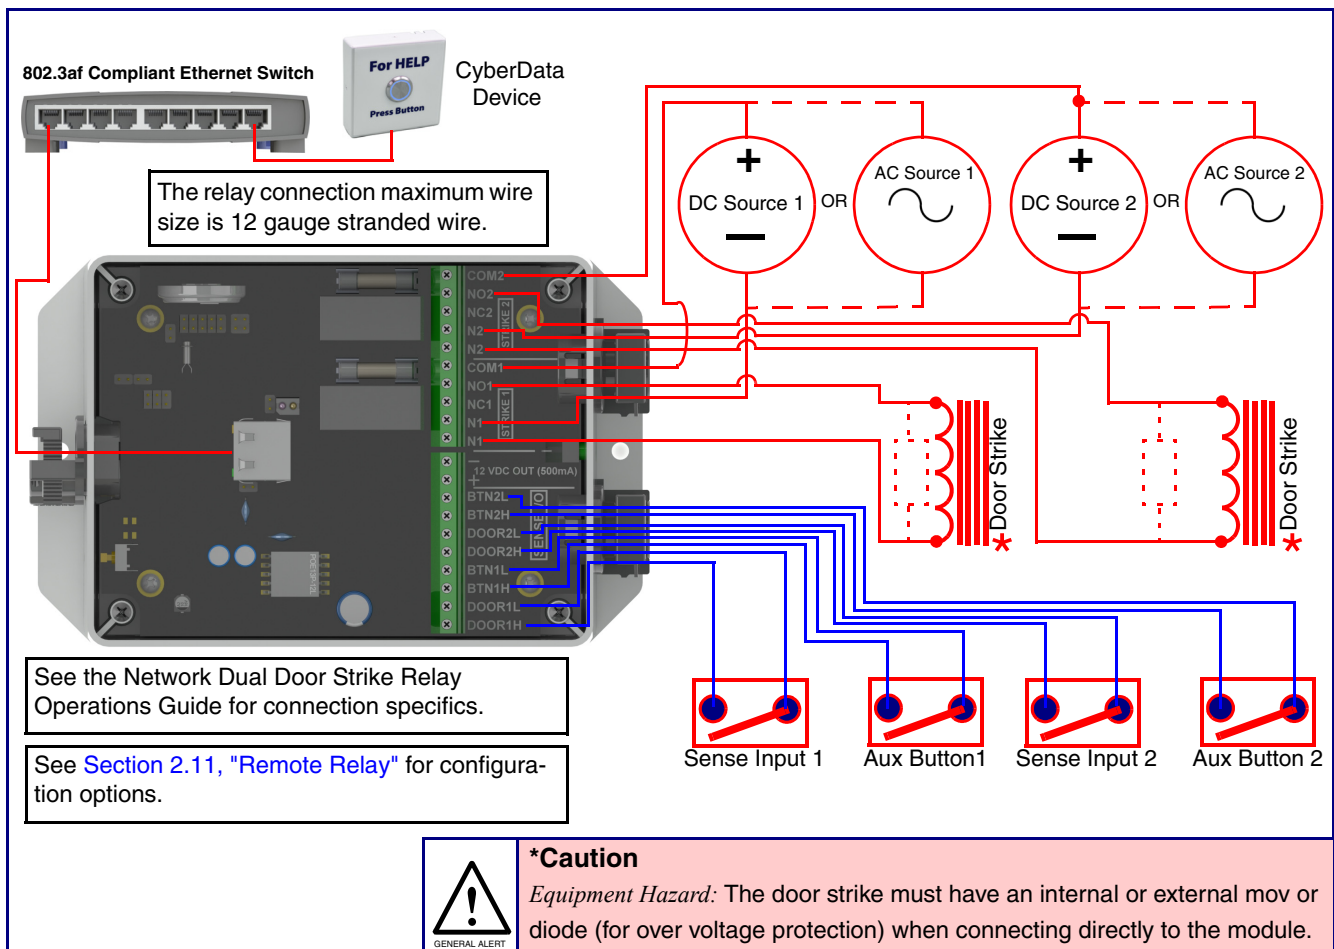 802.3af Compliant Ethernet Switch
For HELP
Press Button
CyberData
Device
The relay connection maximum wire
size is 12 gauge stranded wire.
DC Source 1
OR
AC Source 1
DC Source 2
OR
AC Source 2
COM2
NO2
NC2
N2
N2
STRIKE 2
COM1
NO1
NC1
N1
N1
STRIKE 1
12 VDC OUT (500mA)
BTN2L
BTN2H
DOOR2L
DOOR2H
BTN1L
BTN1H
DOOR1L
DOOR1H
*Door Strike
*Door Strike
See the Network Dual Door Strike Relay
Operations Guide for connection specifics.
See Section 2.11, "Remote Relay" for configura-
tion options.
Sense Input 1
Aux Button1
Sense Input 2
Aux Button 2
GENERAL ALERT
*Caution
Equipment Hazard: The door strike must have an internal or external mov or
diode (for over voltage protection) when connecting directly to the module.